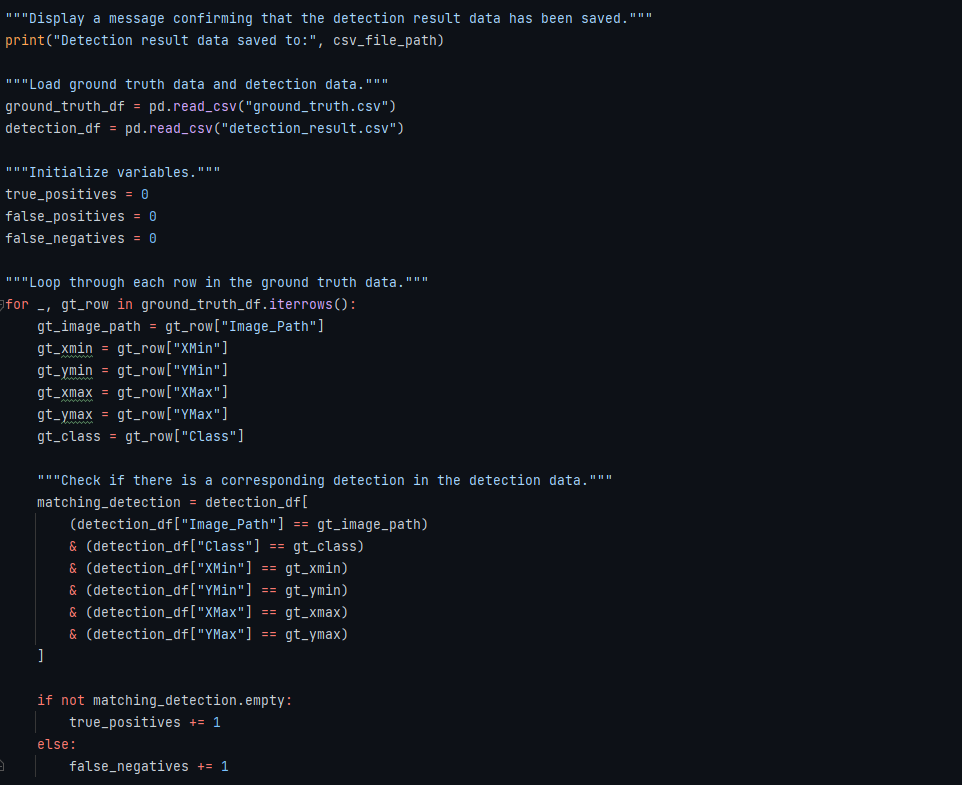 """Display a message confirming that the detection result data has been saved."""
print("Detection result data saved to:", csv_file_path)

"""Load ground truth data and detection data."""
ground_truth_df = pd.read_csv("ground_truth.csv")
detection_df = pd.read_csv("detection_result.csv")

"""Initialize variables."""
true_positives = 0
false_positives = 0
false_negatives = 0

"""Loop through each row in the ground truth data."""
for _, gt_row in ground_truth_df.iterrows():
    gt_image_path = gt_row["Image_Path"]
    gt_xmin = gt_row["XMin"]
    gt_ymin = gt_row["YMin"]
    gt_xmax = gt_row["XMax"]
    gt_ymax = gt_row["YMax"]
    gt_class = gt_row["Class"]

    """Check if there is a corresponding detection in the detection data."""
    matching_detection = detection_df[
        (detection_df["Image_Path"] == gt_image_path)
        & (detection_df["Class"] == gt_class)
        & (detection_df["XMin"] == gt_xmin)
        & (detection_df["YMin"] == gt_ymin)
        & (detection_df["XMax"] == gt_xmax)
        & (detection_df["YMax"] == gt_ymax)
    ]

    if not matching_detection.empty:
        true_positives += 1
    else:
        false_negatives += 1